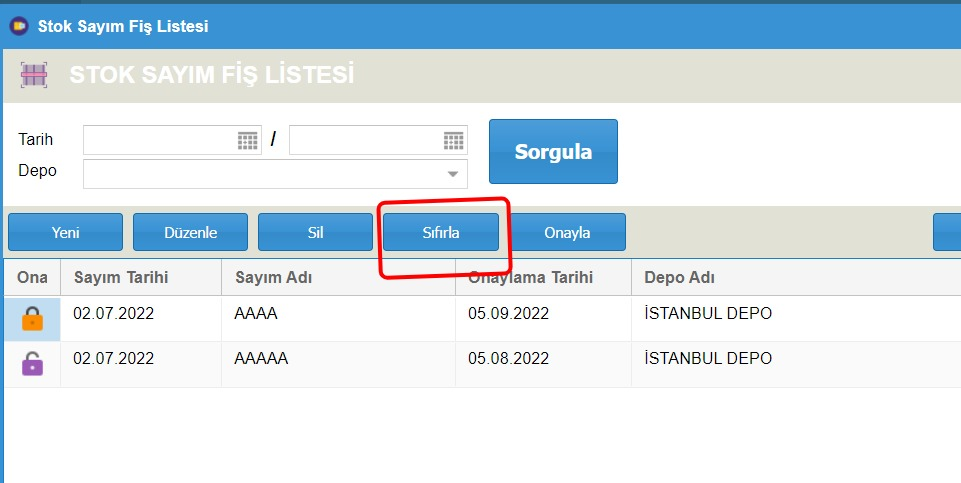 Stok Sayım Fiş Listesi
STOK SAYIM FİŞ LİSTESİ
Tarih / Sorgula
Depo
Yeni Düzenle Sil Sıfırla Onayla
Ona Sayım Tarihi Sayım Adı Onaylama Tarihi Depo Adı
02.07.2022 AAAA 05.09.2022 İSTANBUL DEPO
02.07.2022 AAAAA 05.08.2022 İSTANBUL DEPO